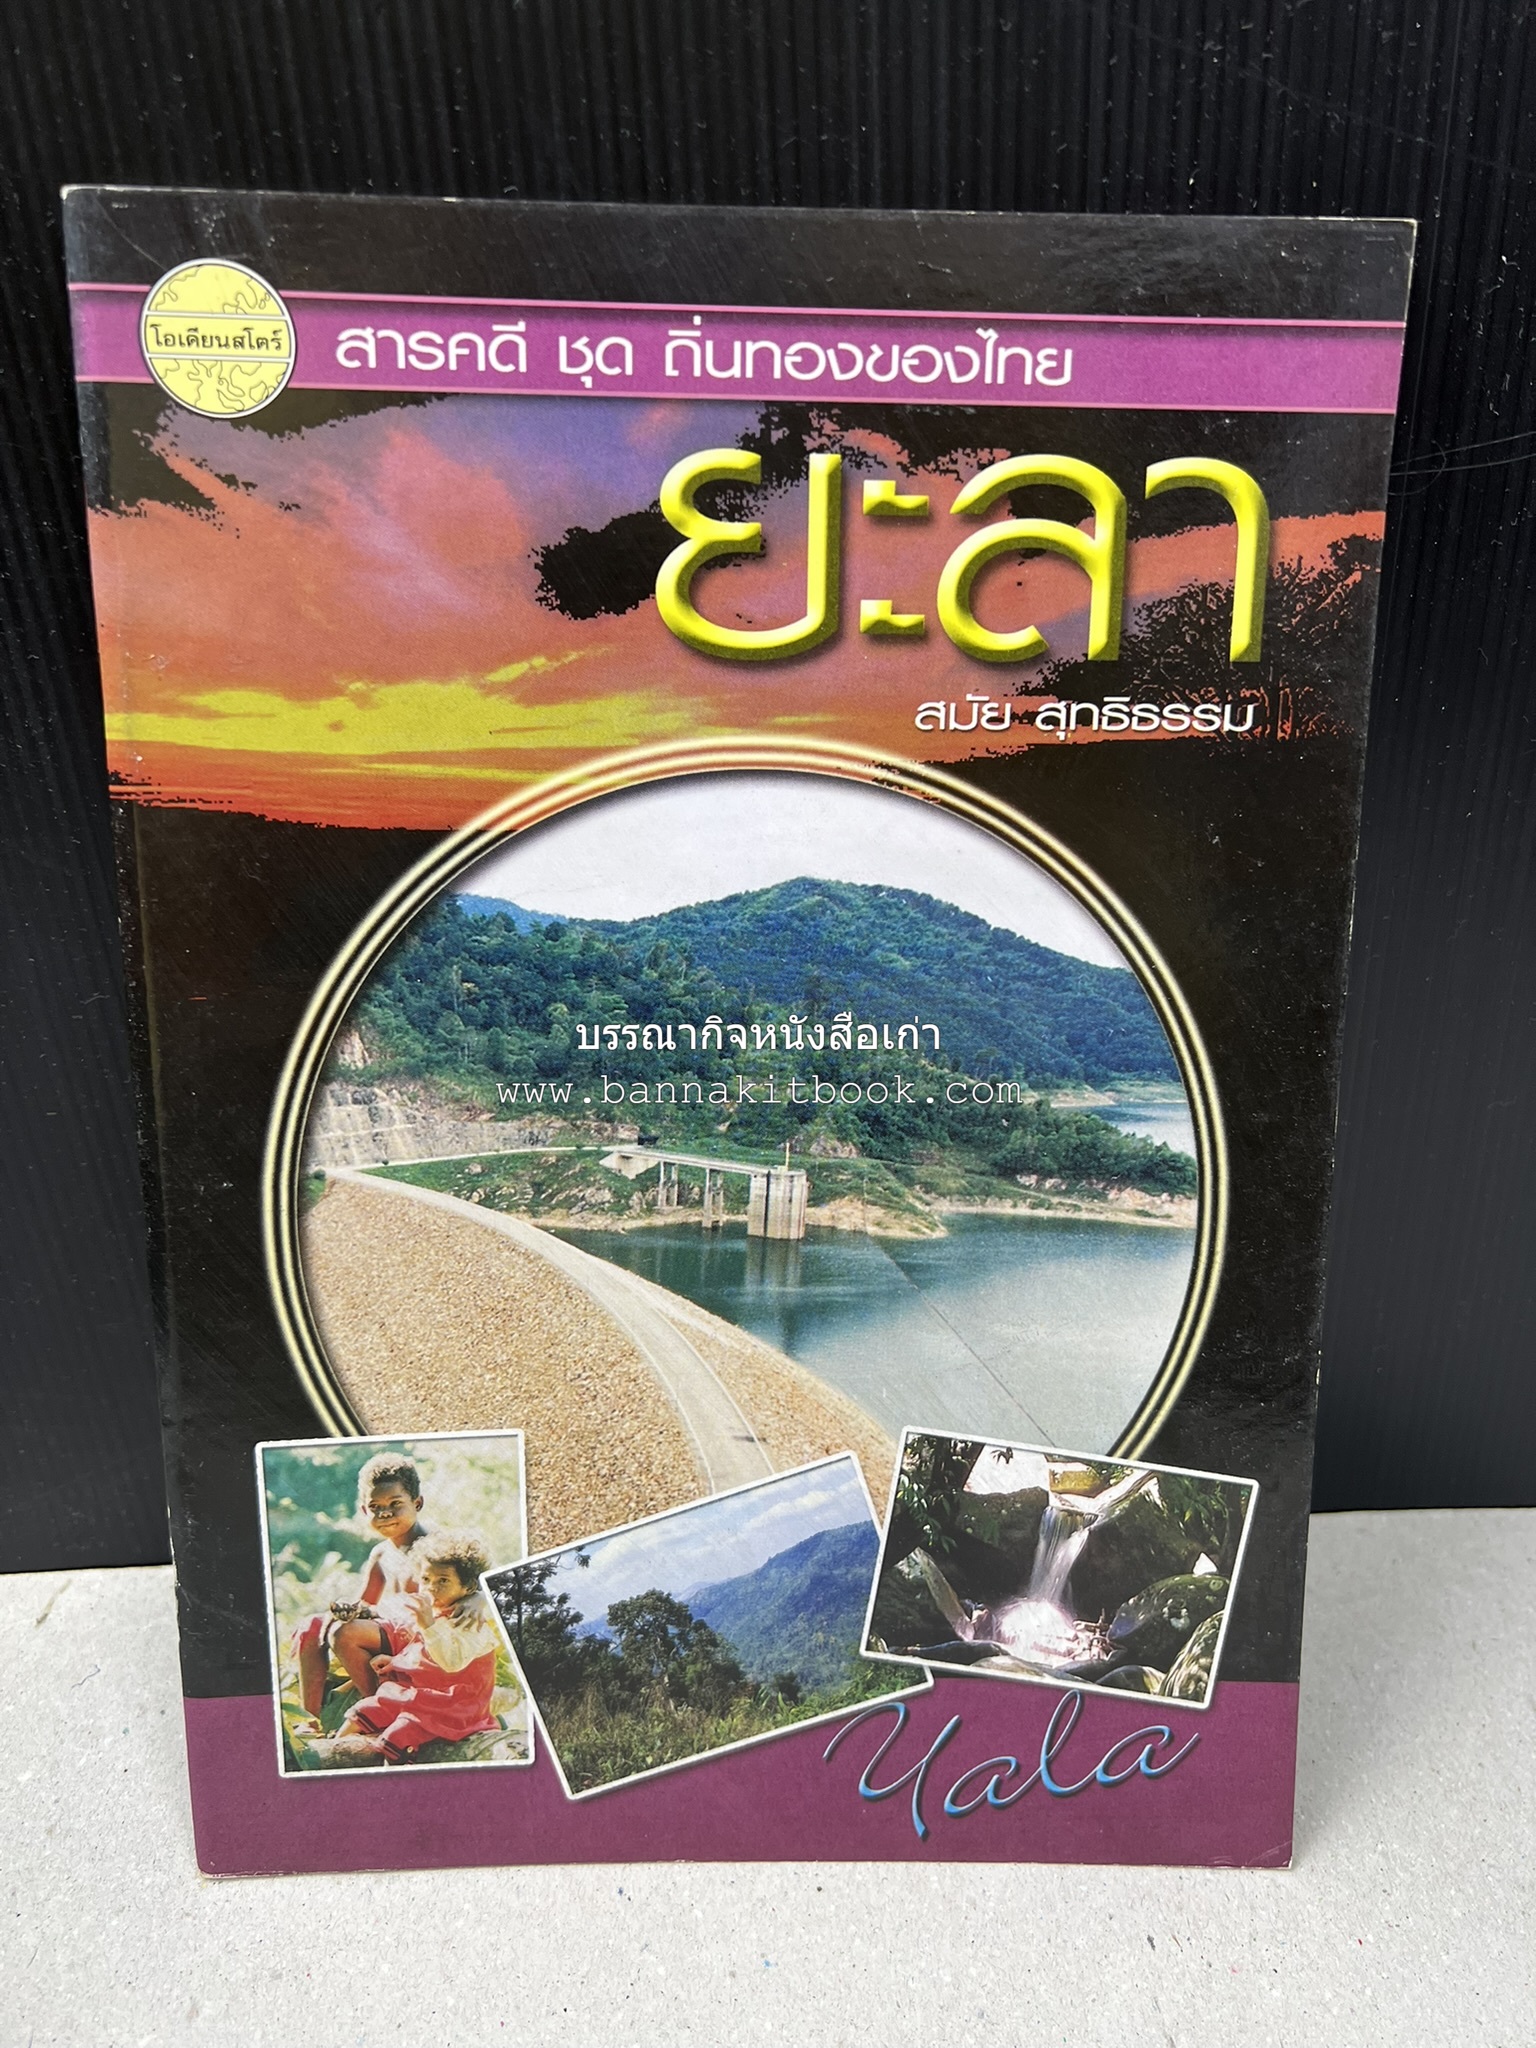 โอเดียนสโตร์
สารคดี ชุด ถิ่นทองของไทย
ยะลา
สมัย สุทธิธรรม
บรรณากิจหนังสือเก่า
www.bannakitbook.com
Yala